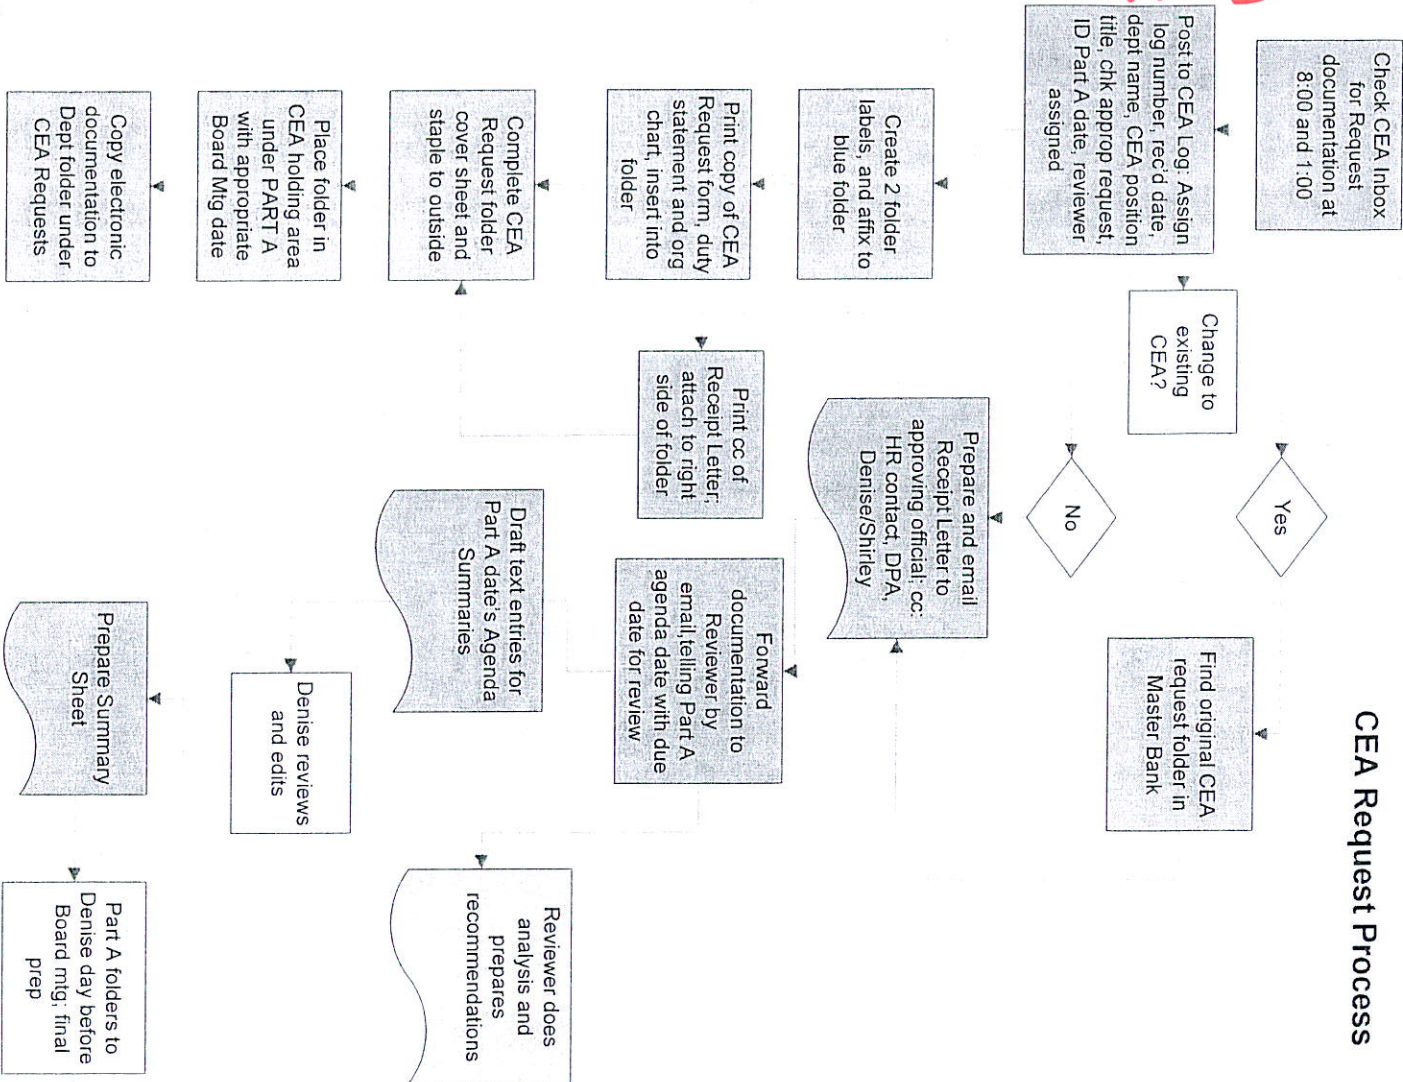 CEA Request Process
Check CEA Inbox
for Request
documentation at
8:00 and 1:00
Post to CEA Log: Assign
log number, rec'd date,
dept name, CEA position
title, chk approp request,
ID Part A date, reviewer
assigned
Change to
existing
CEA?
Yes
No
Find original CEA
request folder in
Master Bank
Create 2 folder
labels, and affix to
blue folder
Prepare and email
Receipt Letter to
approving official; cc:
HR contact, DPA,
Denise/Shirley
Print copy of CEA
Request form, duty
statement and org
chart, insert into
folder
Print cc of
Receipt Letter;
attach to right
side of folder
Forward
documentation to
Reviewer by
email,telling Part A
agenda date with due
date for review
Complete CEA
Request folder
cover sheet and
staple to outside
Draft text entries for
Part A date's Agenda
Summaries
Reviewer does
analysis and
prepares
recommendations
Place folder in
CEA holding area
under PART A
with appropriate
Board Mtg date
Denise reviews
and edits
Copy electronic
documentation to
Dept folder under
CEA Requests
Prepare Summary
Sheet
Part A folders to
Denise day before
Board mtg; final
prep